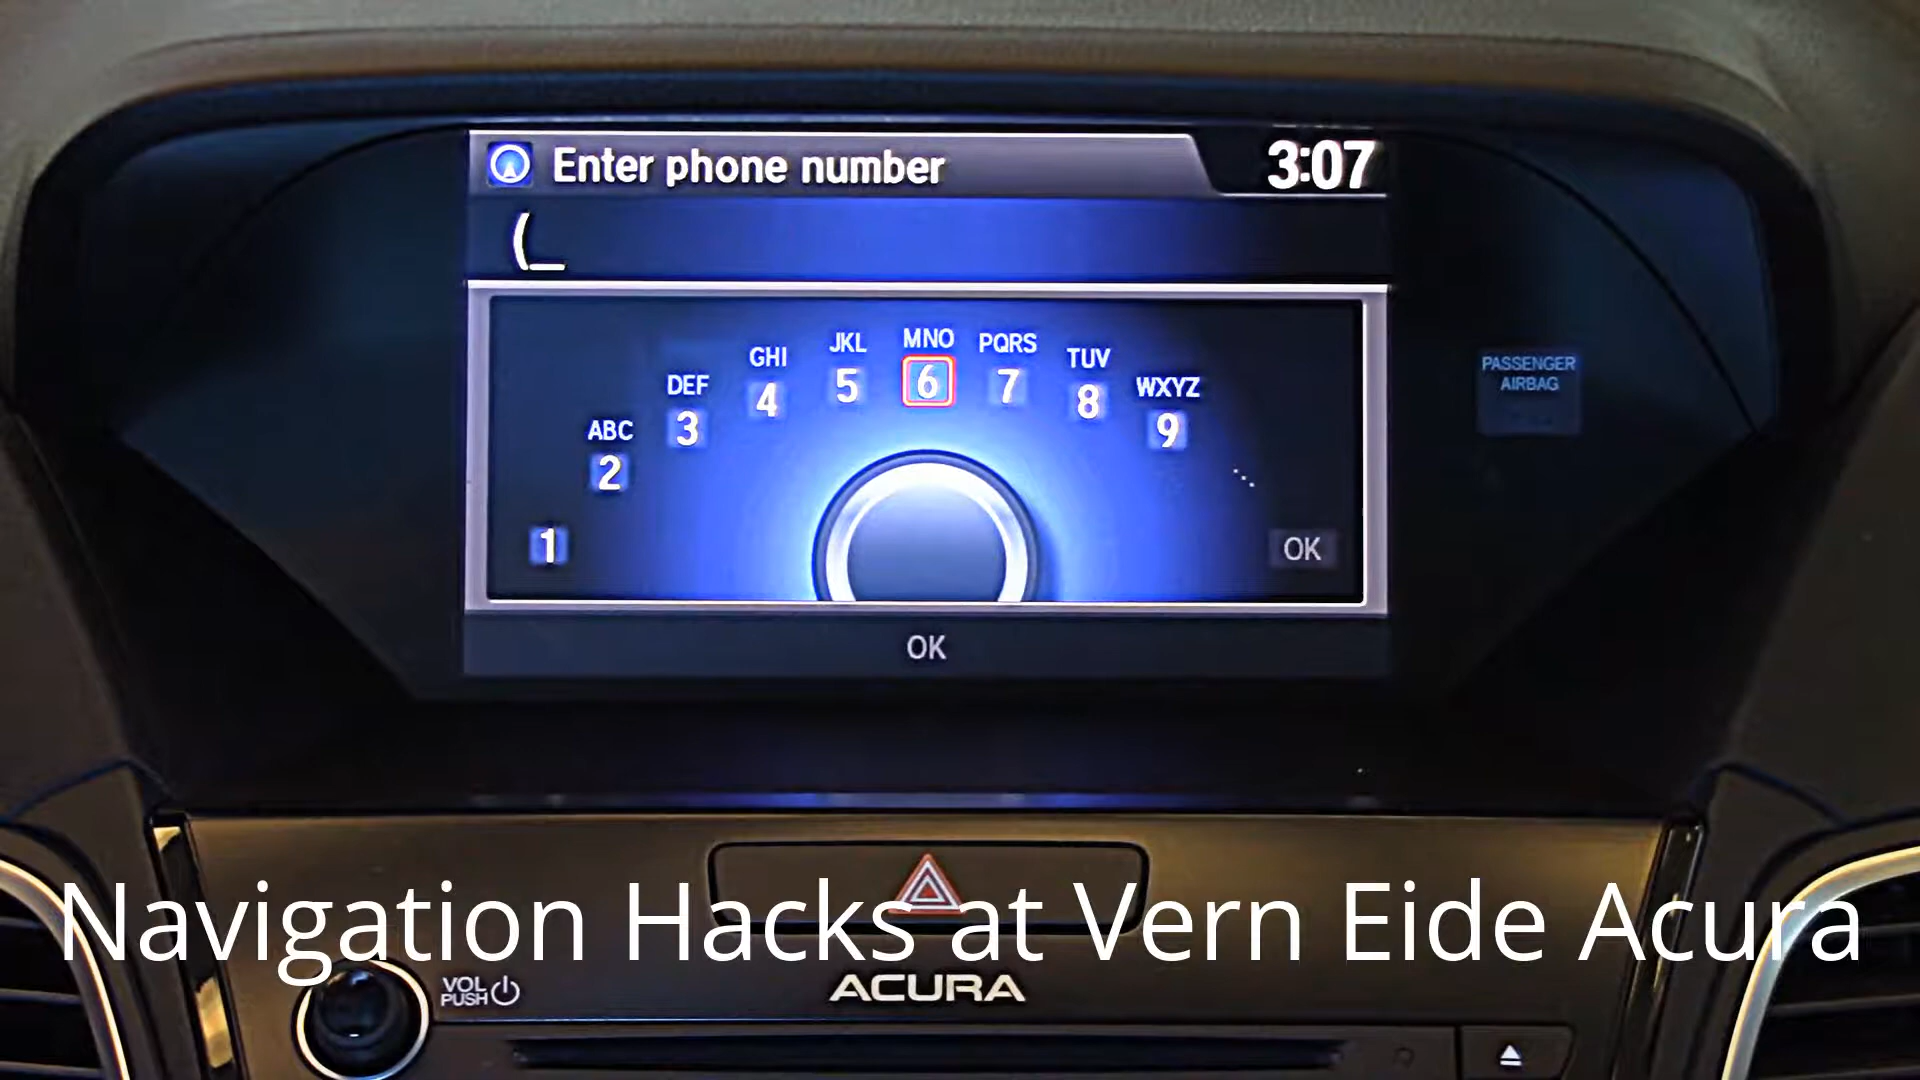 Enter phone number
3:07
(_
ABC
DEF
GHI
JKL
MNO
PQRS
TUV
WXYZ
1
2
3
4
5
6
7
8
9
OK
OK
PASSENGER
AIRBAG
Navigation Hacks at Vern Eide Acura
VOL
PUSH
ACURA